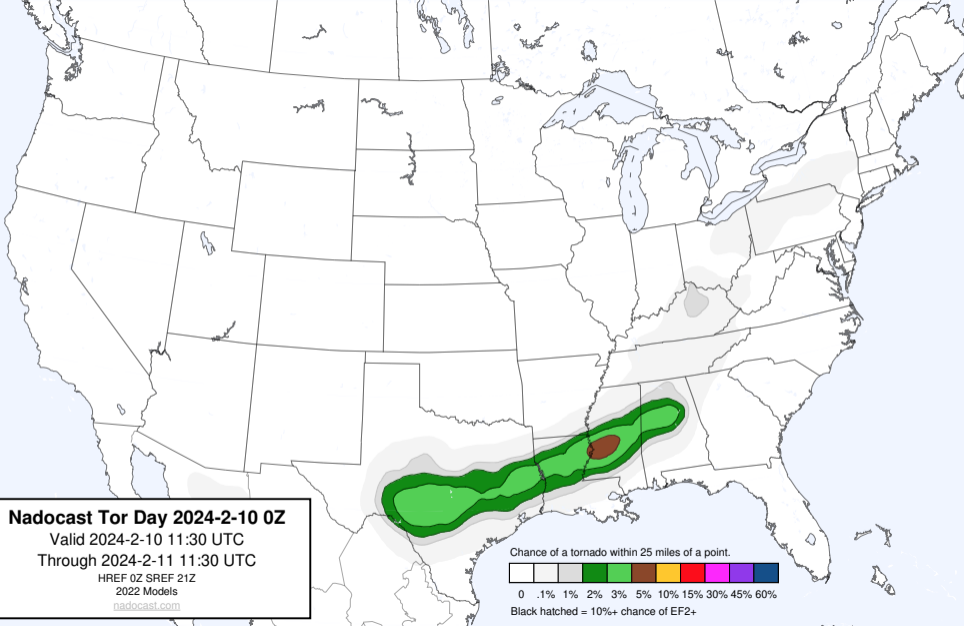 Nadocast Tor Day 2024-2-10 0Z
Valid 2024-2-10 11:30 UTC
Through 2024-2-11 11:30 UTC
HREF 0Z SREF 21Z
2022 Models
nadocast.com
Chance of a tornado within 25 miles of a point.
0 .1% 1% 2% 3% 5% 10% 15% 30% 45% 60%
Black hatched = 10%+ chance of EF2+